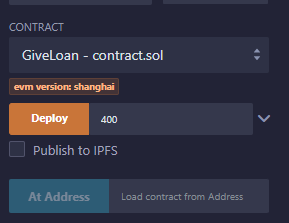 CONTRACT
GiveLoan - contract.sol
evm version: shanghai
Deploy 400
Publish to IPFS
At Address Load contract from Address